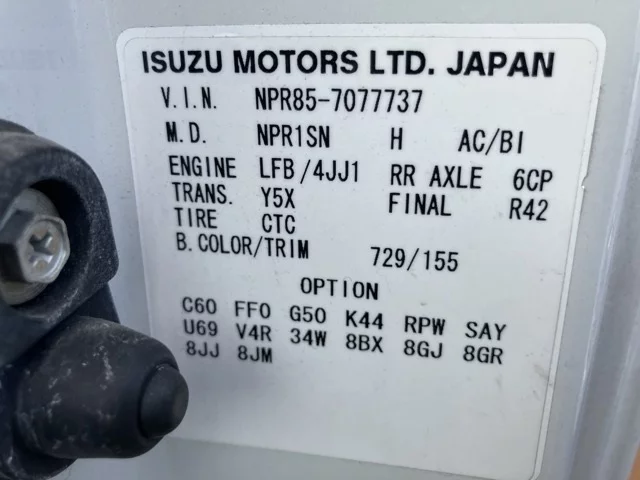 ISUZU MOTORS LTD. JAPAN
V.I.N. NPR85-7077737
M.D. NPR1SN H AC/BI
ENGINE LFB/4JJ1 RR AXLE 6CP
TRANS. Y5X FINAL R42
TIRE CTC
B.COLOR/TRIM 729/155
OPTION
C60 FF0 G50 K44 RPW SAY
U69 V4R 34W 8BX 8GJ 8GR
8JJ 8JM